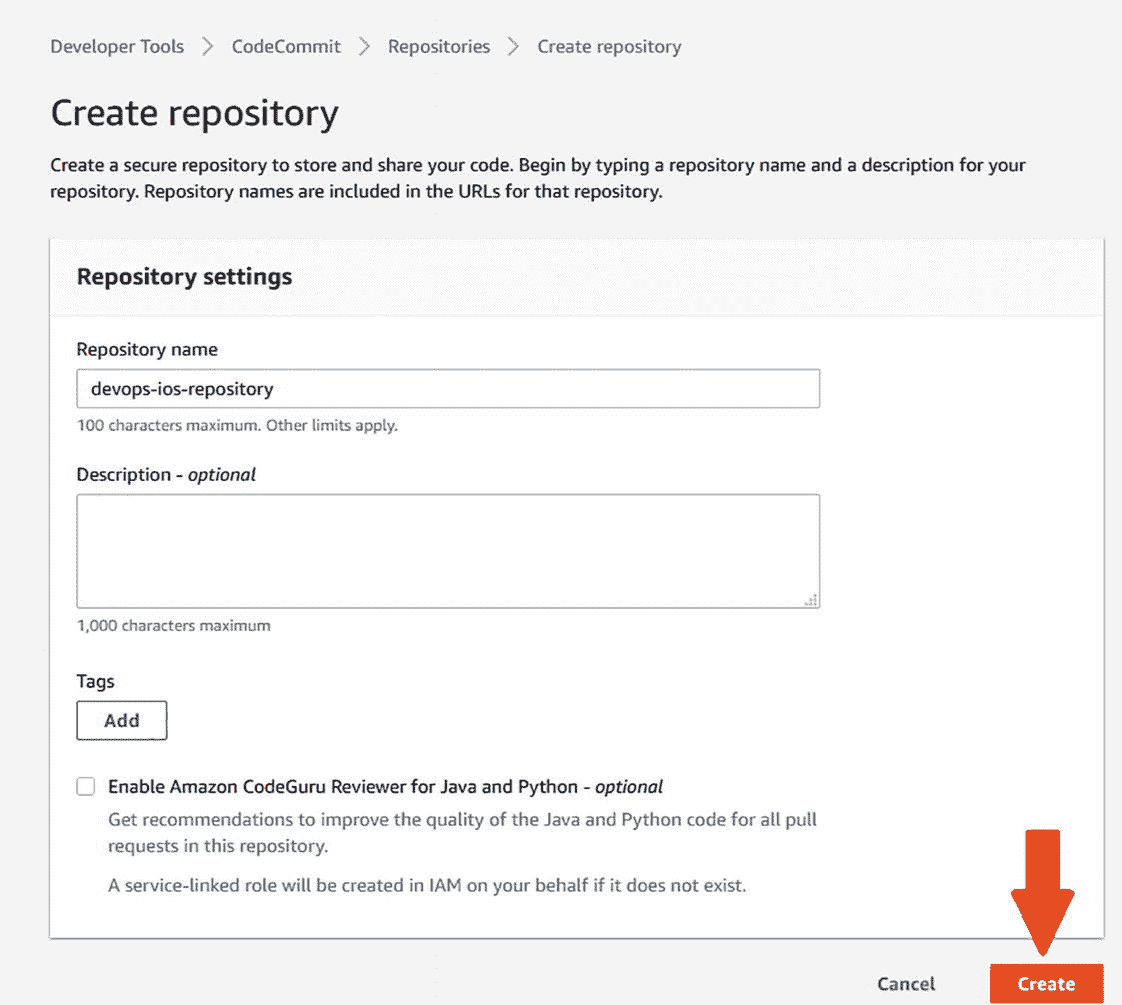 Developer Tools > CodeCommit > Repositories > Create repository
Create repository
Create a secure repository to store and share your code. Begin by typing a repository name and a description for your
repository. Repository names are included in the URLs for that repository.
Repository settings
Repository name
devops-ios-repository
100 characters maximum. Other limits apply.
Description - optional
1,000 characters maximum
Tags
Add
Enable Amazon CodeGuru Reviewer for Java and Python - optional
Get recommendations to improve the quality of the Java and Python code for all pull
requests in this repository.
A service-linked role will be created in IAM on your behalf if it does not exist.
Cancel Create